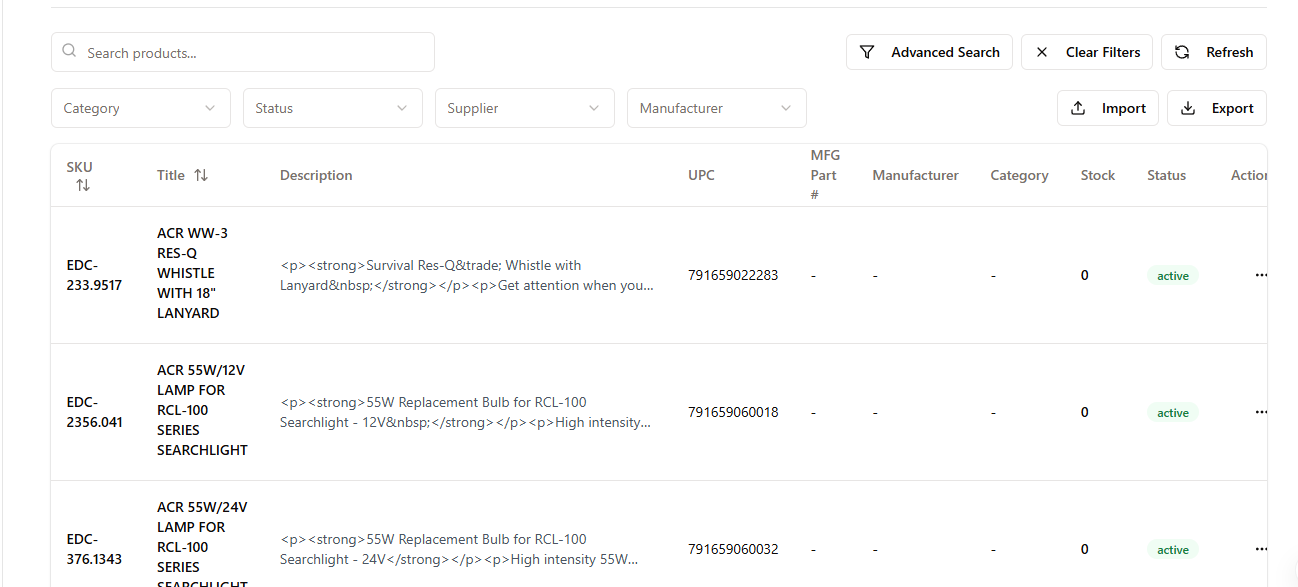 Search products...
Advanced Search
Clear Filters
Refresh
Category
Status
Supplier
Manufacturer
Import
Export
SKU
Title
Description
UPC
MFG
Part
#
Manufacturer
Category
Stock
Status
Action
EDC-
233.9517
ACR WW-3
RES-Q
WHISTLE
WITH 18"
LANYARD
<p><strong>Survival Res-Q&trade; Whistle with
Lanyard&nbsp;</strong></p><p>Get attention when you...
791659022283
-
-
-
0
active
...
EDC-
2356.041
ACR 55W/12V
LAMP FOR
RCL-100
SERIES
SEARCHLIGHT
<p><strong>55W Replacement Bulb for RCL-100
Searchlight - 12V&nbsp;</strong></p><p>High intensity...
791659060018
-
-
-
0
active
...
EDC-
376.1343
ACR 55W/24V
LAMP FOR
RCL-100
SERIES
SEARCHLIGHT
<p><strong>55W Replacement Bulb for RCL-100
Searchlight - 24V</strong></p><p>High intensity 55W...
791659060032
-
-
-
0
active
...